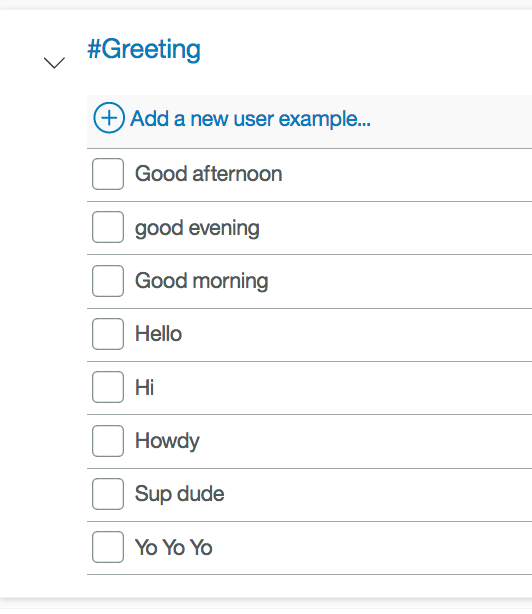 #Greeting
Add a new user example...
Good afternoon
good evening
Good morning
Hello
Hi
Howdy
Sup dude
Yo Yo Yo